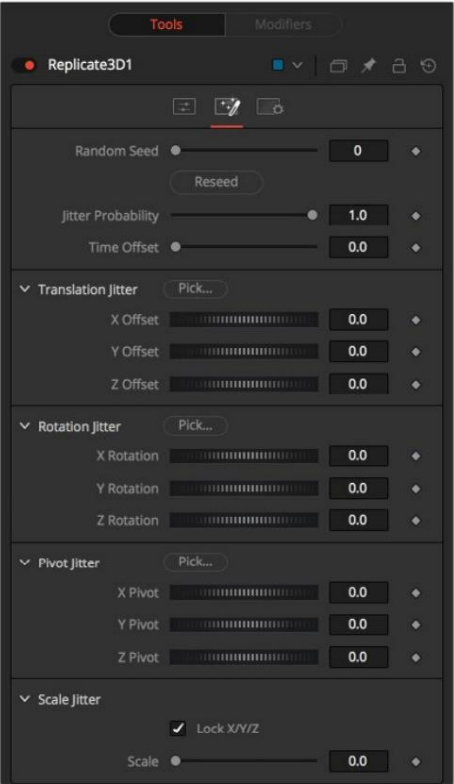 Tools Modifiers
Replicate3D1
Random Seed 0
Reseed
Jitter Probability 1.0
Time Offset 0.0
Translation Jitter Pick...
X Offset 0.0
Y Offset 0.0
Z Offset 0.0
Rotation Jitter Pick...
X Rotation 0.0
Y Rotation 0.0
Z Rotation 0.0
Pivot Jitter Pick...
X Pivot 0.0
Y Pivot 0.0
Z Pivot 0.0
Scale Jitter
Lock X/Y/Z
Scale 0.0